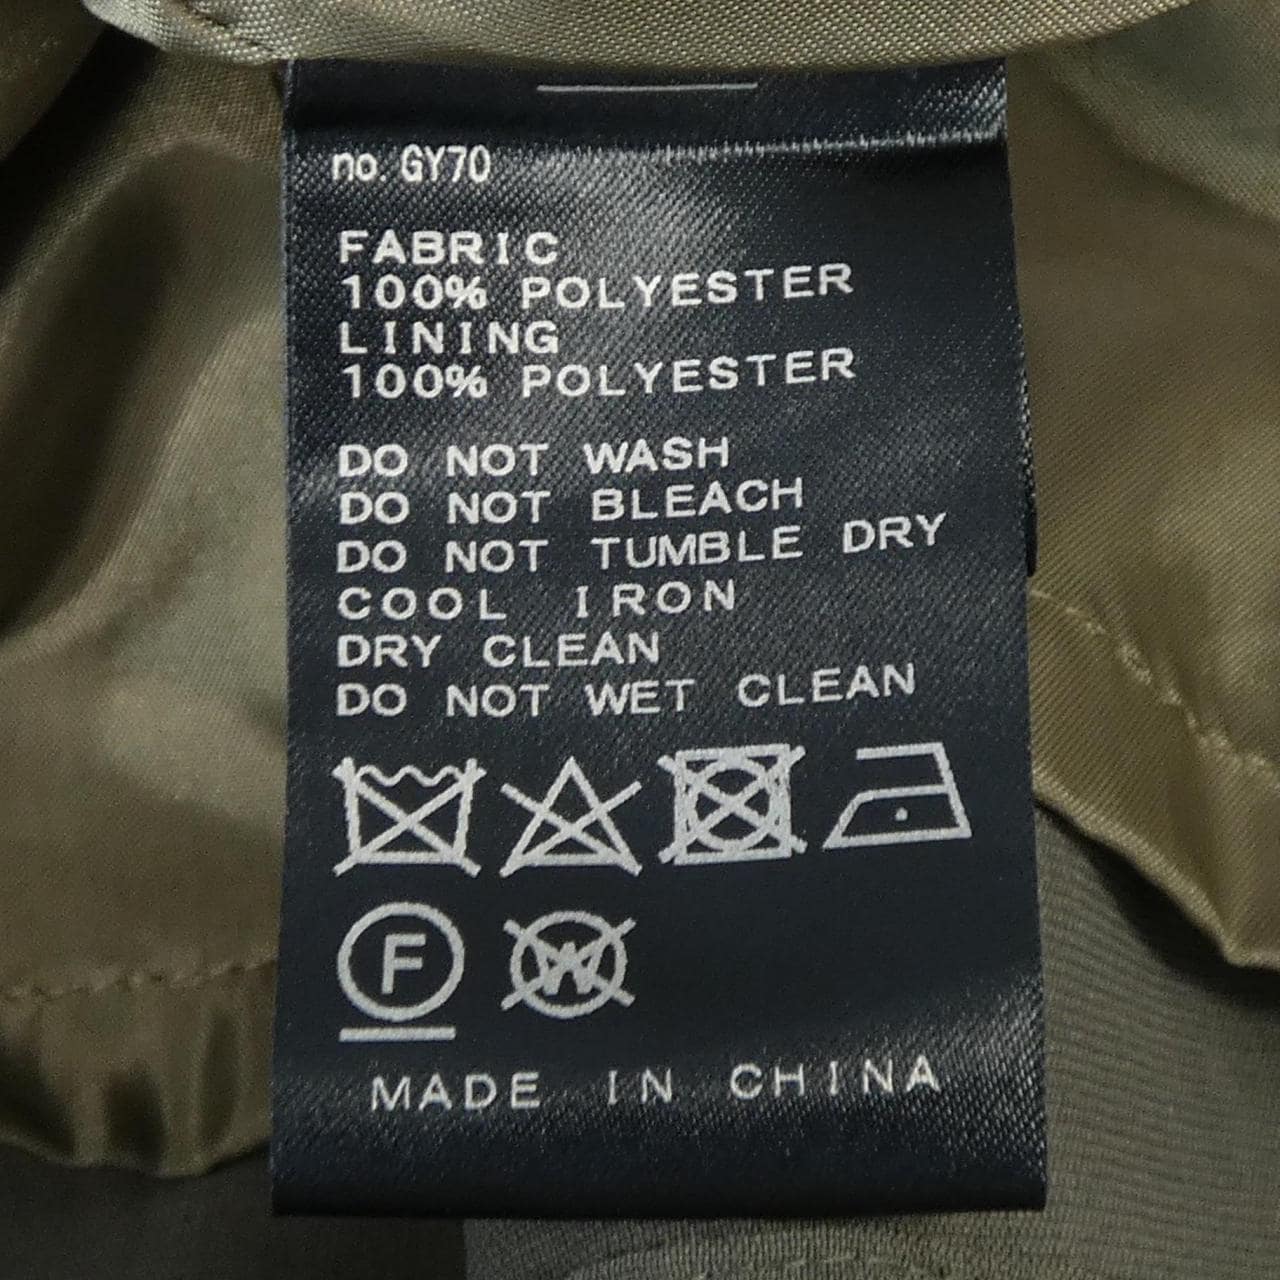 no. GY70
FABRIC
100% POLYESTER
LINING
100% POLYESTER
DO NOT WASH
DO NOT BLEACH
DO NOT TUMBLE DRY
COOL IRON
DRY CLEAN
DO NOT WET CLEAN
F W
MADE IN CHINA